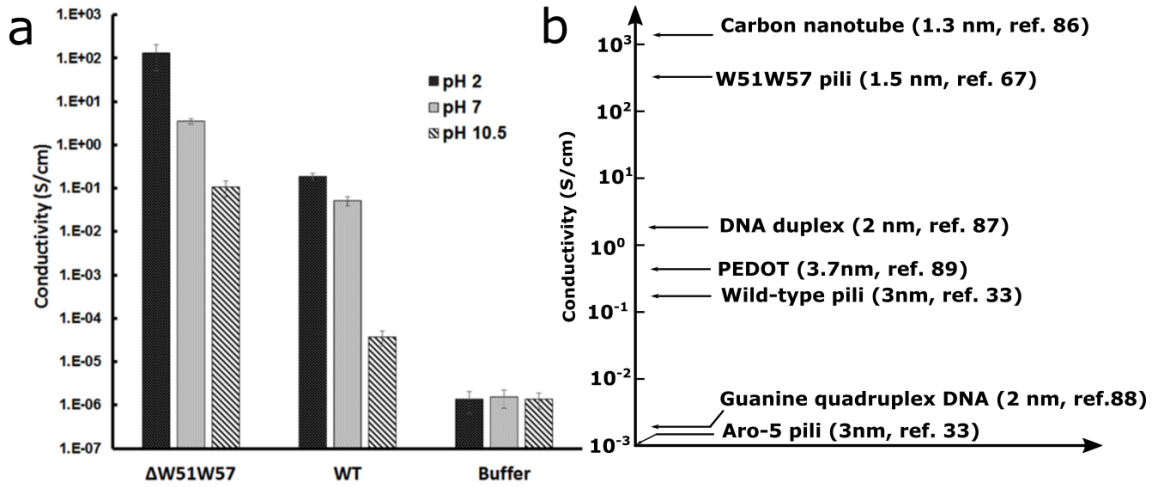 a
Conductivity (S/cm)
1.E+03
1.E+02
1.E+01
1.E+00
1.E-01
1.E-02
1.E-03
1.E-04
1.E-05
1.E-06
1.E-07
pH 2
pH 7
pH 10.5
ΔW51W57
WT
Buffer
b
Conductivity (S/cm)
10³
10²
10¹
10⁰
10⁻¹
10⁻²
10⁻³
Carbon nanotube (1.3 nm, ref. 86)
W51W57 pili (1.5 nm, ref. 67)
DNA duplex (2 nm, ref. 87)
PEDOT (3.7nm, ref. 89)
Wild-type pili (3nm, ref. 33)
Guanine quadruplex DNA (2 nm, ref.88)
Aro-5 pili (3nm, ref. 33)